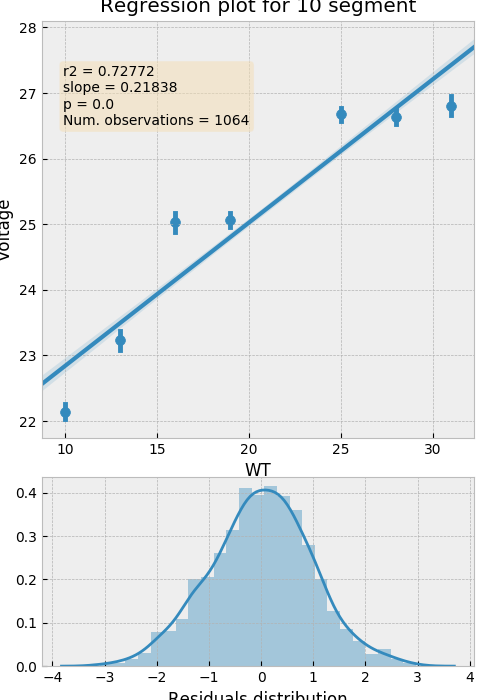 Regression plot for 10 segment
28
27
26
25
24
23
22
r2 = 0.72772
slope = 0.21838
p = 0.0
Num. observations = 1064
Voltage
10 15 20 25 30
WT
0.4
0.3
0.2
0.1
0.0
−4 −3 −2 −1 0 1 2 3 4
Residuals distribution